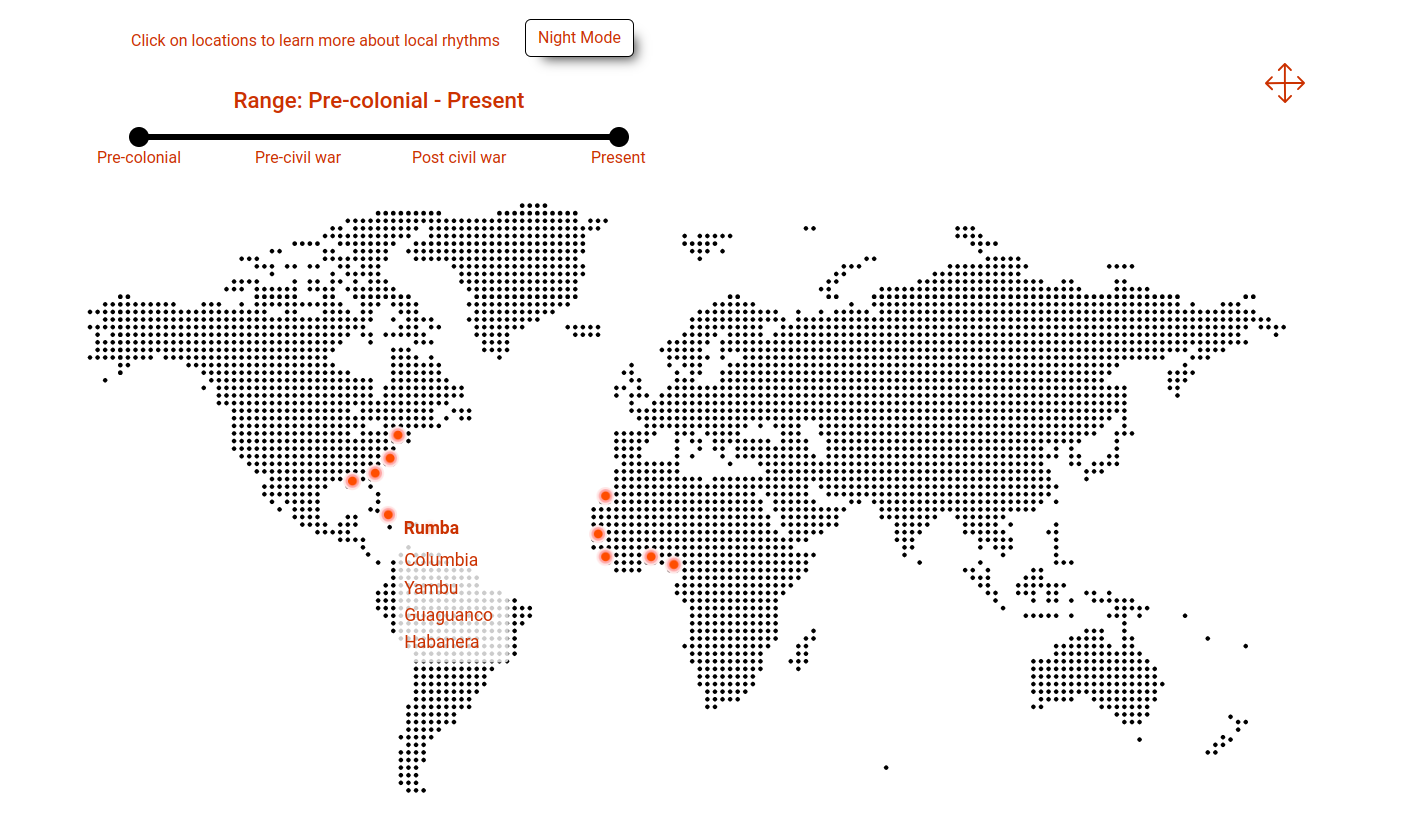 Click on locations to learn more about local rhythms
Night Mode
Range: Pre-colonial - Present
Pre-colonial
Pre-civil war
Post civil war
Present
Rumba
Columbia
Yambu
Guaguanco
Habanera